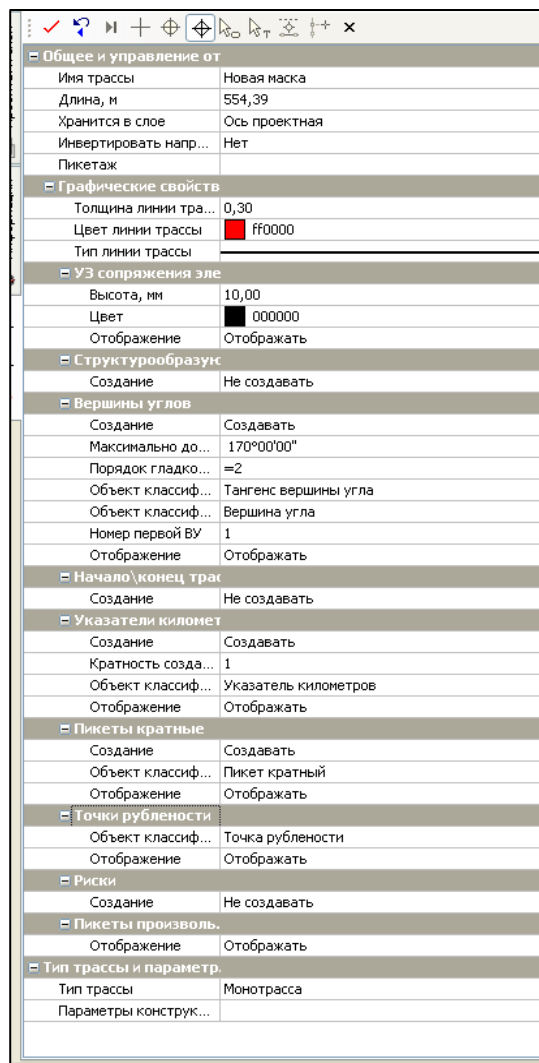 Общее и управление от
Имя трассы Новая маска
Длина, м 554,39
Хранится в слое Ось проектная
Инвертировать напр... Нет
Пикетаж
Графические свойств
Толщина линии тра... 0,30
Цвет линии трассы ff0000
Тип линии трассы
УЗ сопряжения эле
Высота, мм 10,00
Цвет 000000
Отображение Отображать
Структурообразую
Создание Не создавать
Вершины углов
Создание Создавать
Максимально до... 170°00'00"
Порядок гладко... =2
Объект классиф... Тангенс вершины угла
Объект классиф... Вершина угла
Номер первой ВУ 1
Отображение Отображать
Начало\конец трас
Создание Не создавать
Указатели километ
Создание Создавать
Кратность созда... 1
Объект классиф... Указатель километров
Отображение Отображать
Пикеты кратные
Создание Создавать
Объект классиф... Пикет кратный
Отображение Отображать
Точки рублености
Объект классиф... Точка рублености
Отображение Отображать
Риски
Создание Не создавать
Пикеты произволь.
Отображение Отображать
Тип трассы и параметр.
Тип трассы Монотрасса
Параметры конструк...